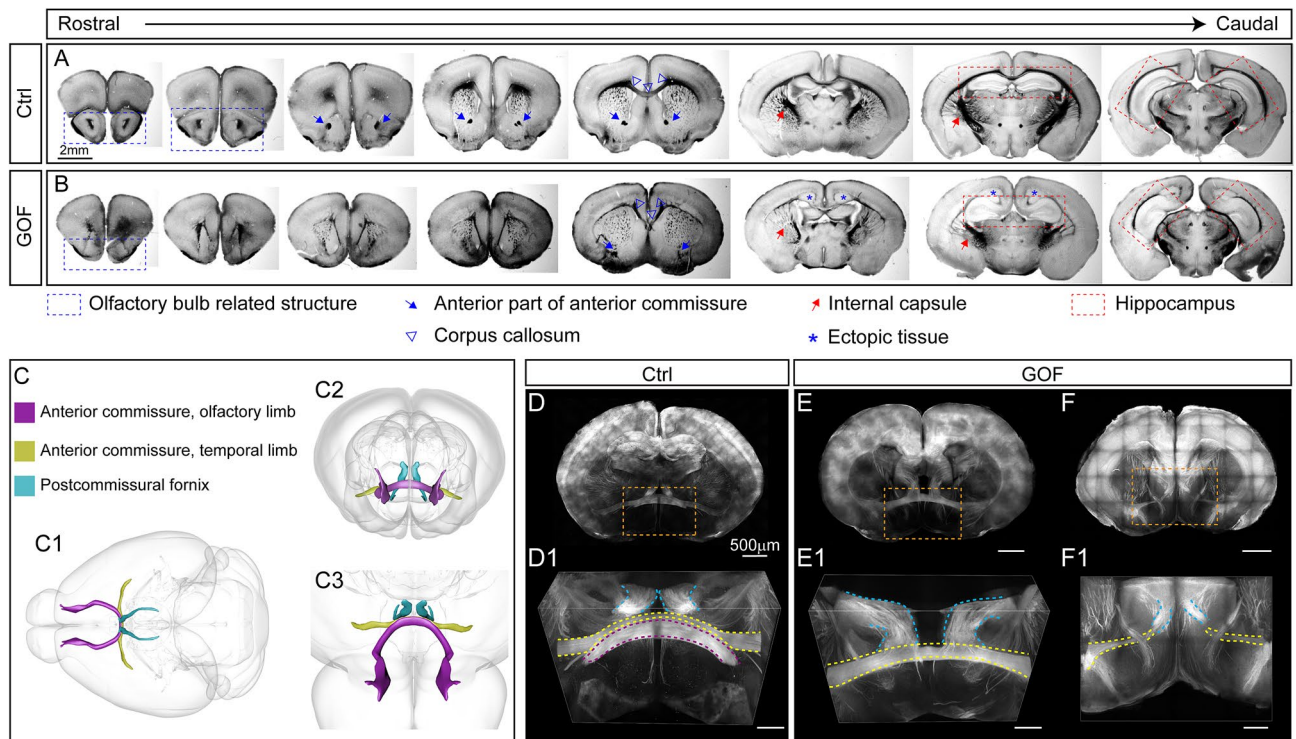 Rostral Caudal
Ctrl
A
2mm
GOF
B
Olfactory bulb related structure Anterior part of anterior commissure Internal capsule Hippocampus
Corpus callosum * Ectopic tissue
C
Anterior commissure, olfactory limb
Anterior commissure, temporal limb
Postcommissural fornix
C1
C2
C3
Ctrl GOF
D E F
500μm
D1 E1 F1